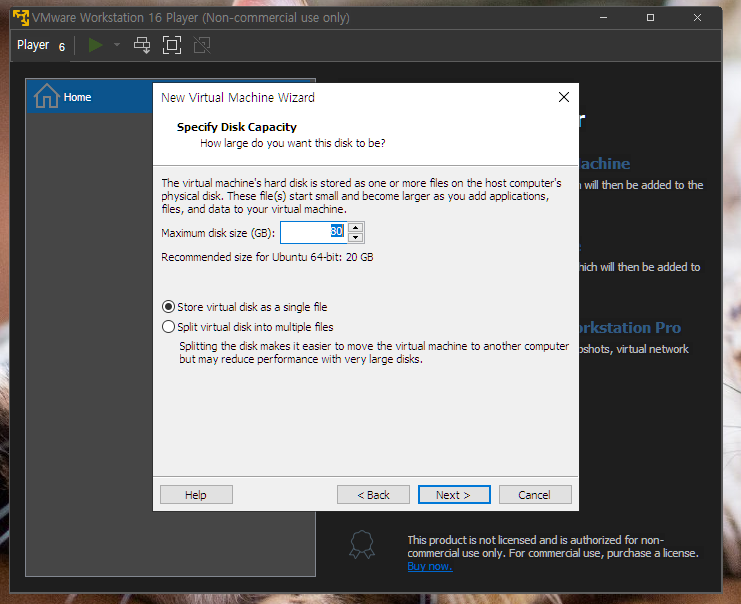 VMware Workstation 16 Player (Non-commercial use only)
Player 6
Home
New Virtual Machine Wizard
Specify Disk Capacity
How large do you want this disk to be?
The virtual machine's hard disk is stored as one or more files on the host computer's
physical disk. These file(s) start small and become larger as you add applications,
files, and data to your virtual machine.
Maximum disk size (GB): 80
Recommended size for Ubuntu 64-bit: 20 GB
Store virtual disk as a single file
Split virtual disk into multiple files
Splitting the disk makes it easier to move the virtual machine to another computer
but may reduce performance with very large disks.
Help
< Back
Next >
Cancel
r
achine
will then be added to the
hich will then be added to
orkstation Pro
pshots, virtual network
This product is not licensed and is authorized for non-
commercial use only. For commercial use, purchase a license.
Buy now.